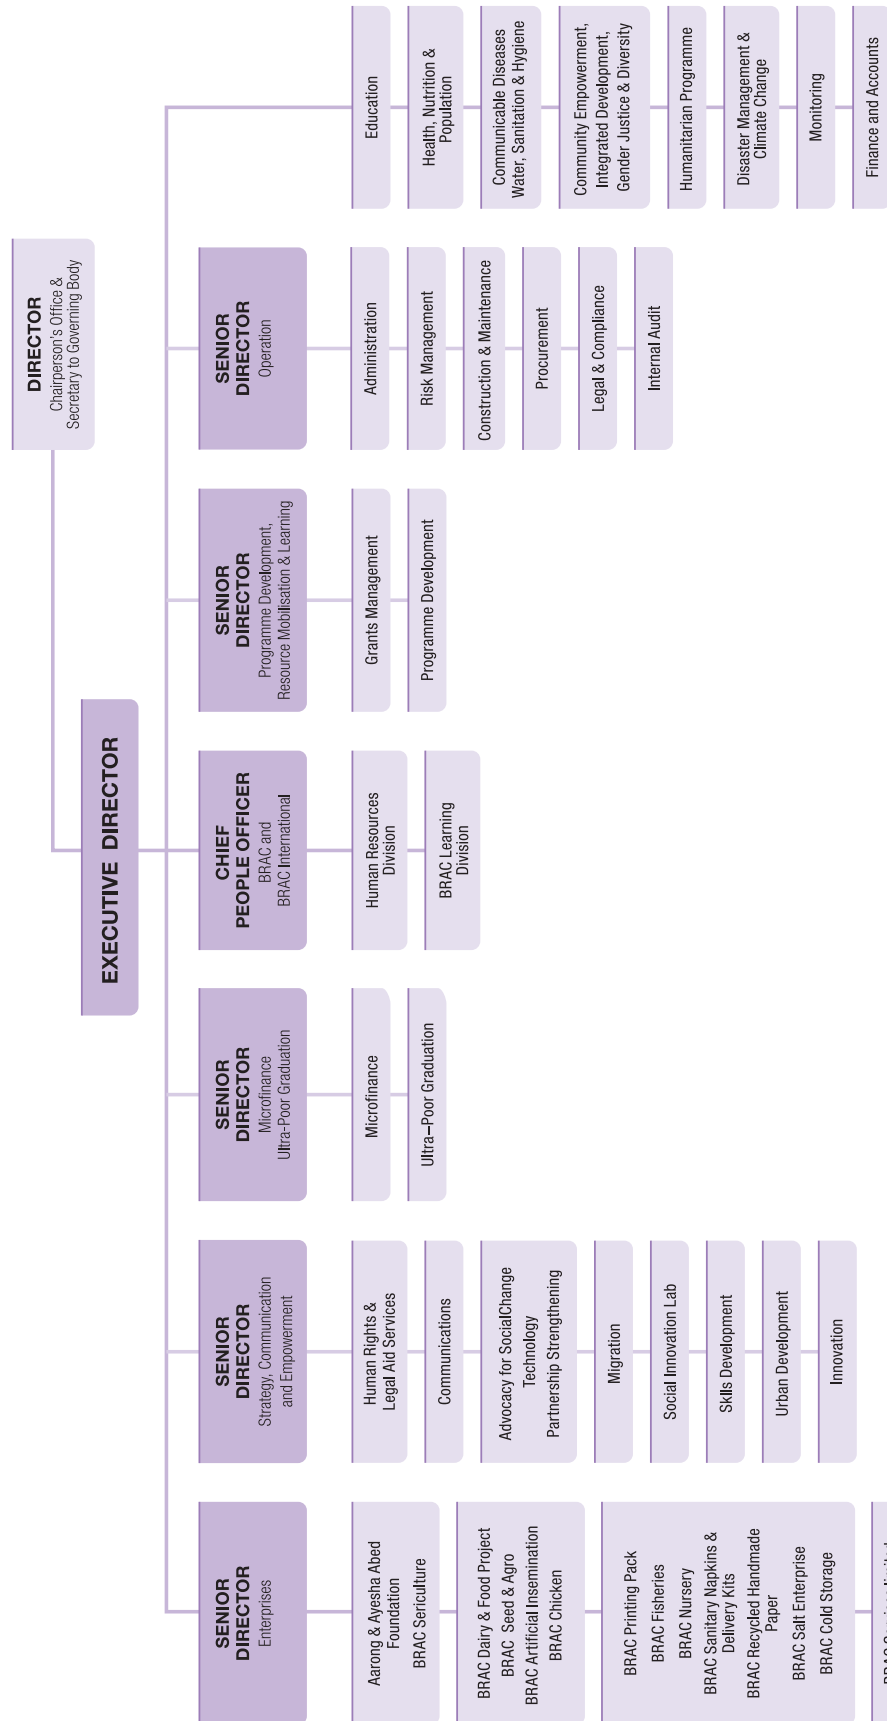 DIRECTOR
Chairperson's Office &
Secretary to Governing Body
EXECUTIVE DIRECTOR
SENIOR
DIRECTOR
Enterprises
Aarong & Ayesha Abed
Foundation
BRAC Sericulture
BRAC Dairy & Food Project
BRAC Seed & Agro
BRAC Artificial Insemination
BRAC Chicken
BRAC Printing Pack
BRAC Fisheries
BRAC Nursery
BRAC Sanitary Napkins &
Delivery Kits
BRAC Recycled Handmade
Paper
BRAC Salt Enterprise
BRAC Cold Storage
SENIOR
DIRECTOR
Strategy, Communication
and Empowerment
Human Rights &
Legal Aid Services
Communications
Advocacy for SocialChange
Technology
Partnership Strengthening
Migration
Social Innovation Lab
Skills Development
Urban Development
Innovation
SENIOR
DIRECTOR
Microfinance
Ultra-Poor Graduation
Microfinance
Ultra–Poor Graduation
CHIEF
PEOPLE OFFICER
BRAC and
BRAC International
Human Resources
Division
BRAC Learning
Division
SENIOR
DIRECTOR
Programme Development,
Resource Mobilisation & Learning
Grants Management
Programme Development
SENIOR
DIRECTOR
Operation
Administration
Risk Management
Construction & Maintenance
Procurement
Legal & Compliance
Internal Audit
Education
Health, Nutrition &
Population
Communicable Diseases
Water, Sanitation & Hygiene
Community Empowerment,
Integrated Development,
Gender Justice & Diversity
Humanitarian Programme
Disaster Management &
Climate Change
Monitoring
Finance and Accounts